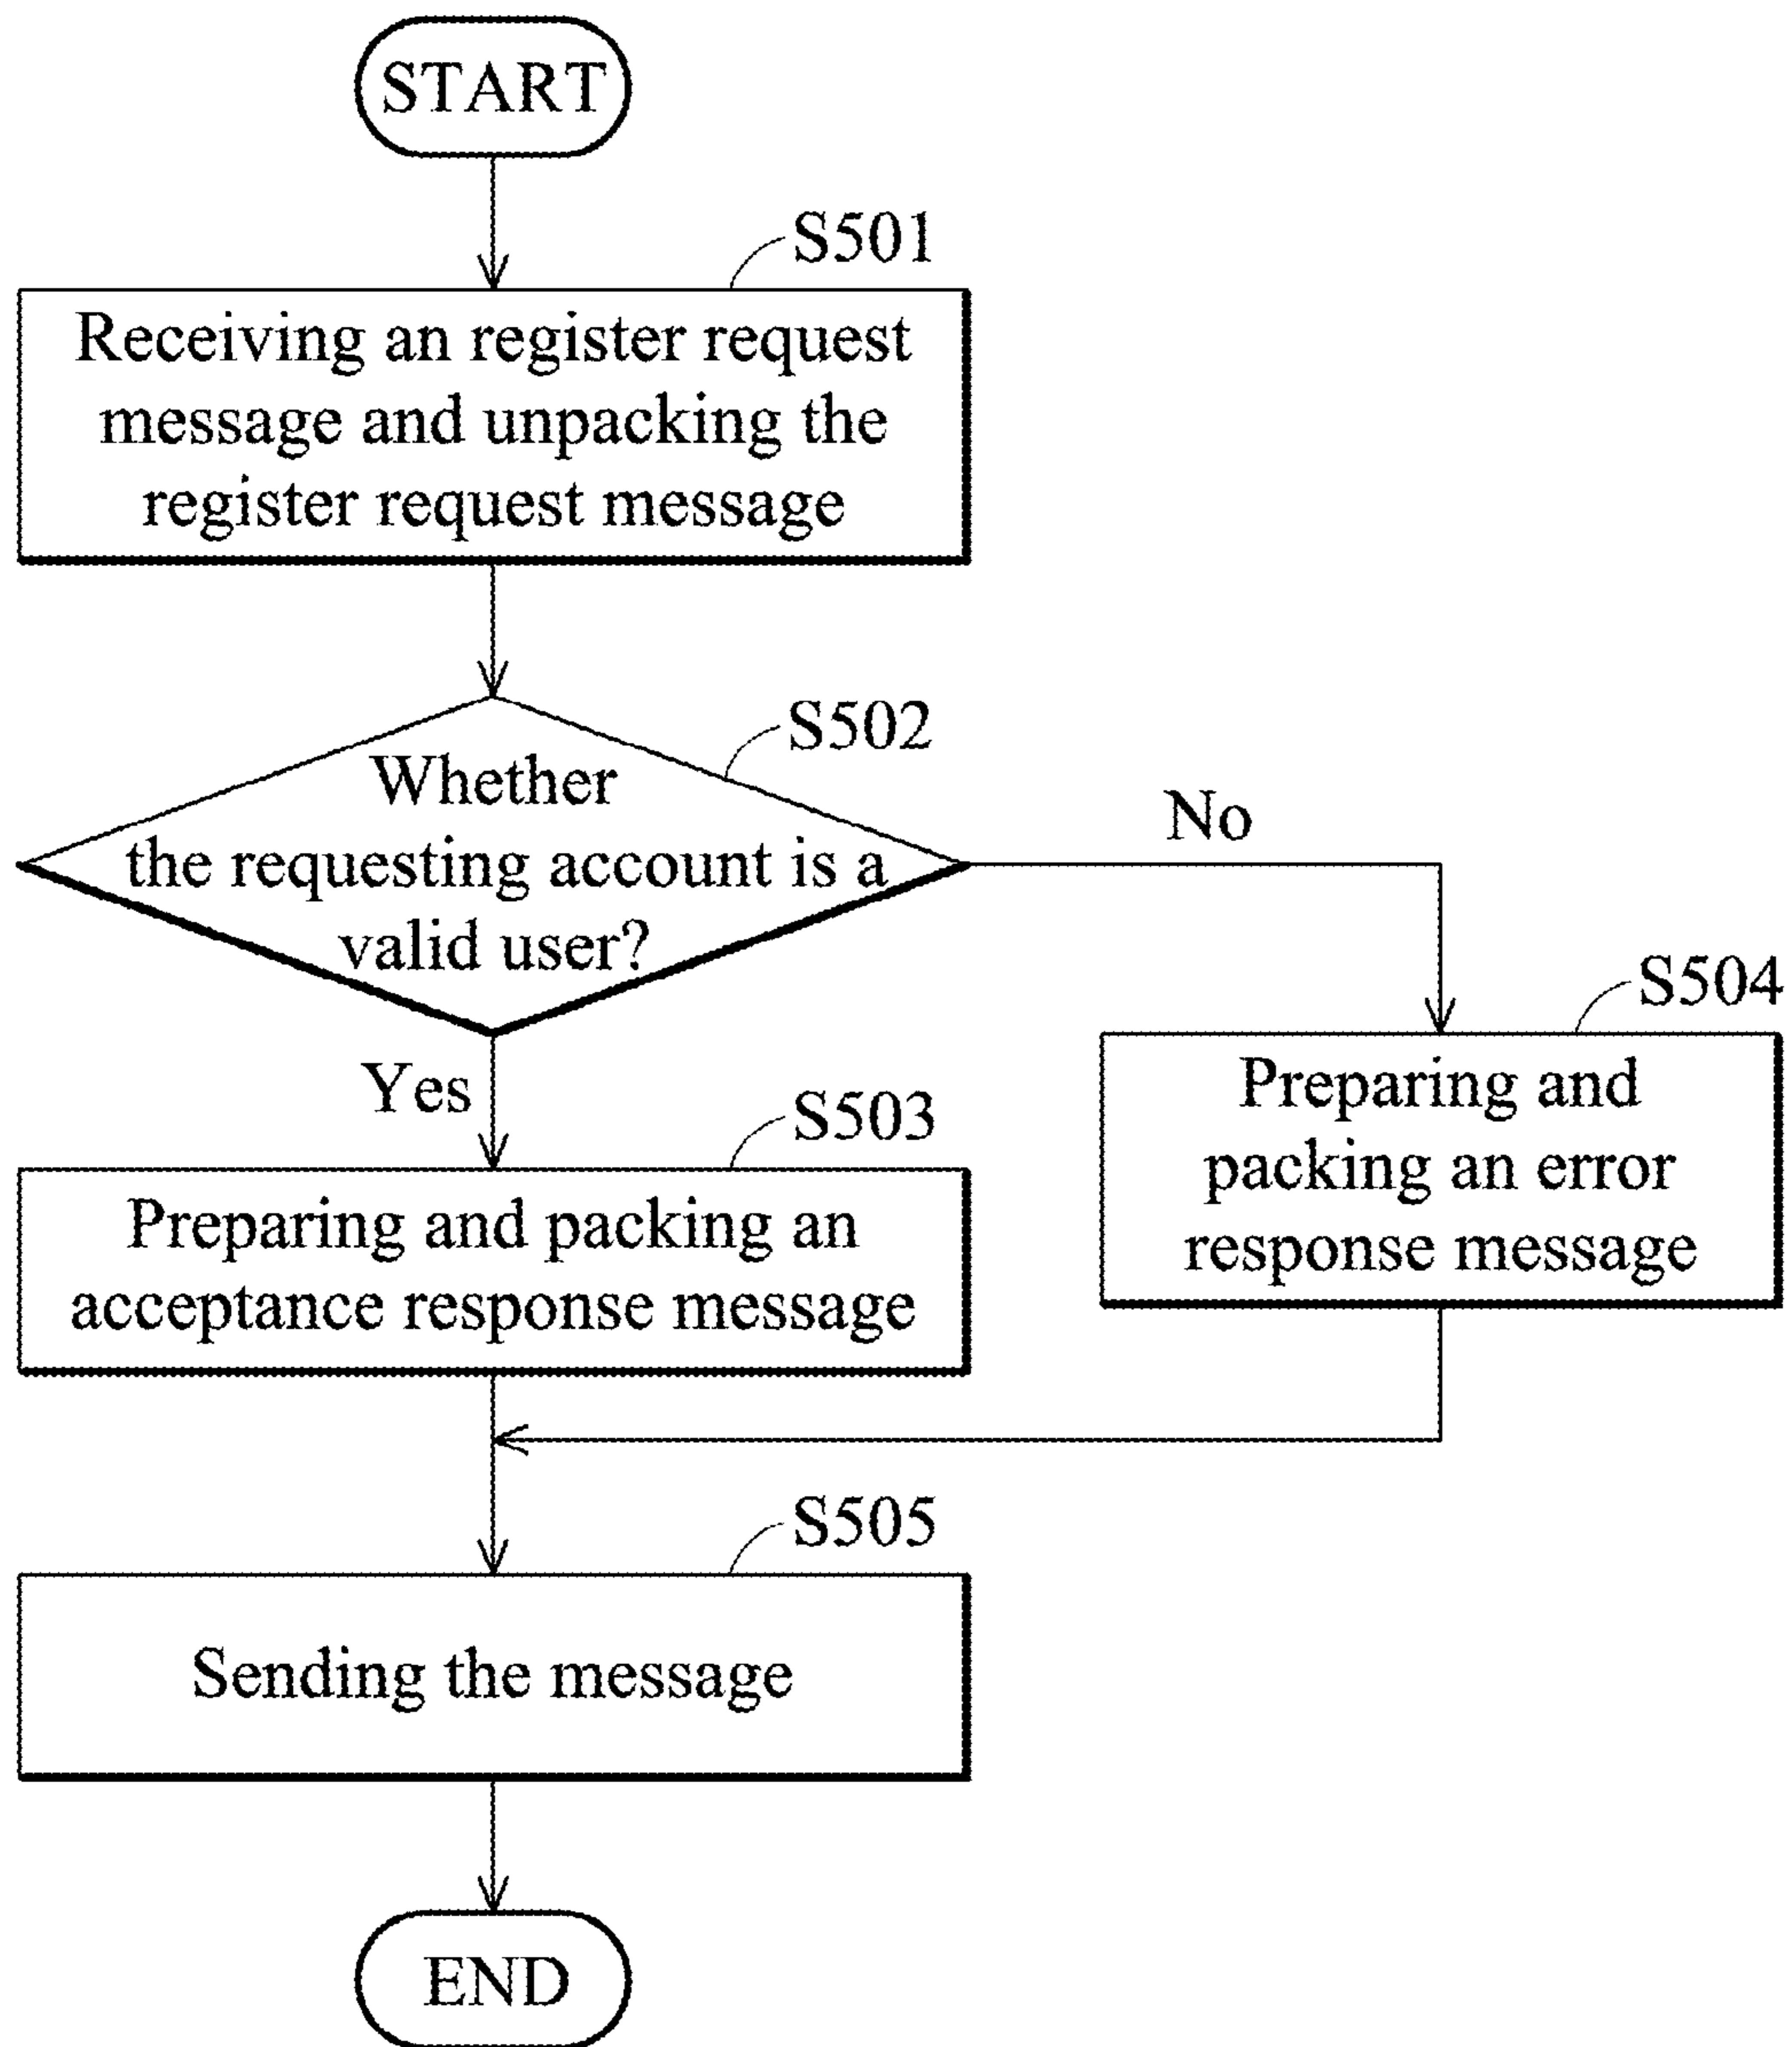 START
S501
Receiving an register request
message and unpacking the
register request message
S502
Whether
the requesting account is a
valid user?
No
Yes
S504
Preparing and
packing an error
response message
S503
Preparing and packing an
acceptance response message
S505
Sending the message
END